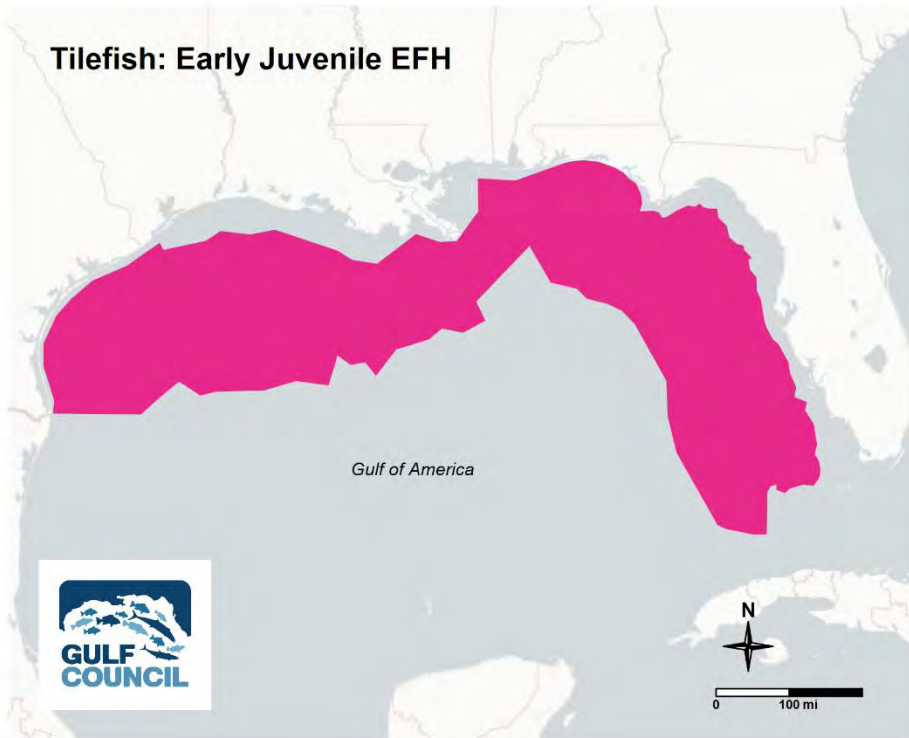 Tilefish: Early Juvenile EFH
Gulf of America
GULF
COUNCIL
N
0 100 mi